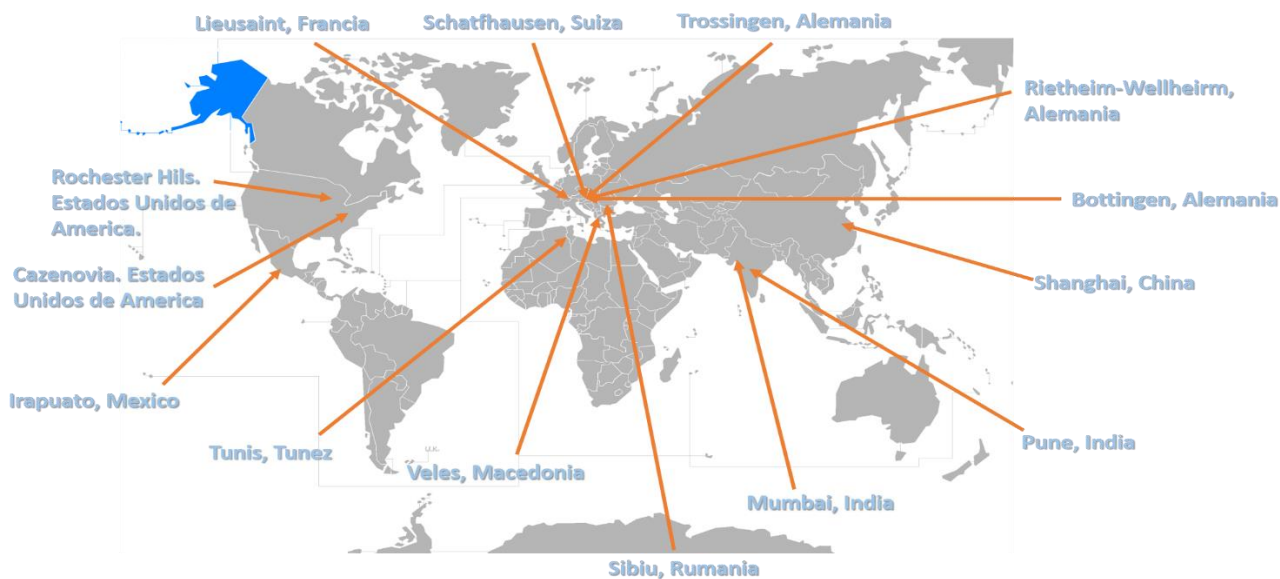 Lieusaint, Francia
Schatfhausen, Suiza
Trossingen, Alemania
Rietheim-Wellheirm,
Alemania
Rochester Hils.
Estados Unidos de
America.
Bottingen, Alemania
Cazenovia. Estados
Unidos de America
Shanghai, China
Irapuato, Mexico
Tunis, Tunez
U.K.
Veles, Macedonia
Pune, India
Mumbai, India
Sibiu, Rumania